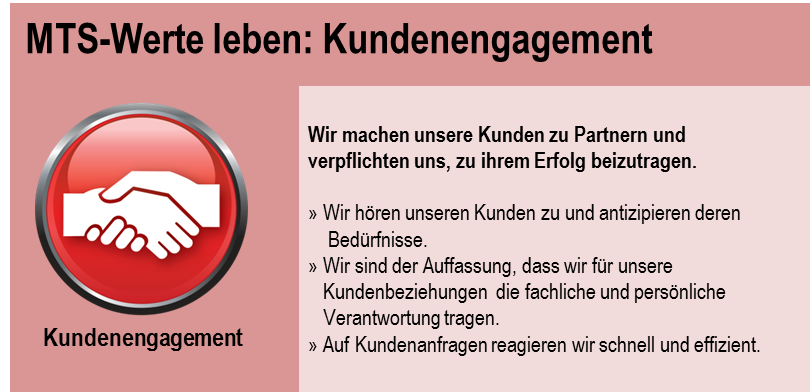 MTS-Werte leben: Kundenengagement
Kundenengagement
Wir machen unsere Kunden zu Partnern und
verpflichten uns, zu ihrem Erfolg beizutragen.
» Wir hören unseren Kunden zu und antizipieren deren
Bedürfnisse.
» Wir sind der Auffassung, dass wir für unsere
Kundenbeziehungen die fachliche und persönliche
Verantwortung tragen.
» Auf Kundenanfragen reagieren wir schnell und effizient.